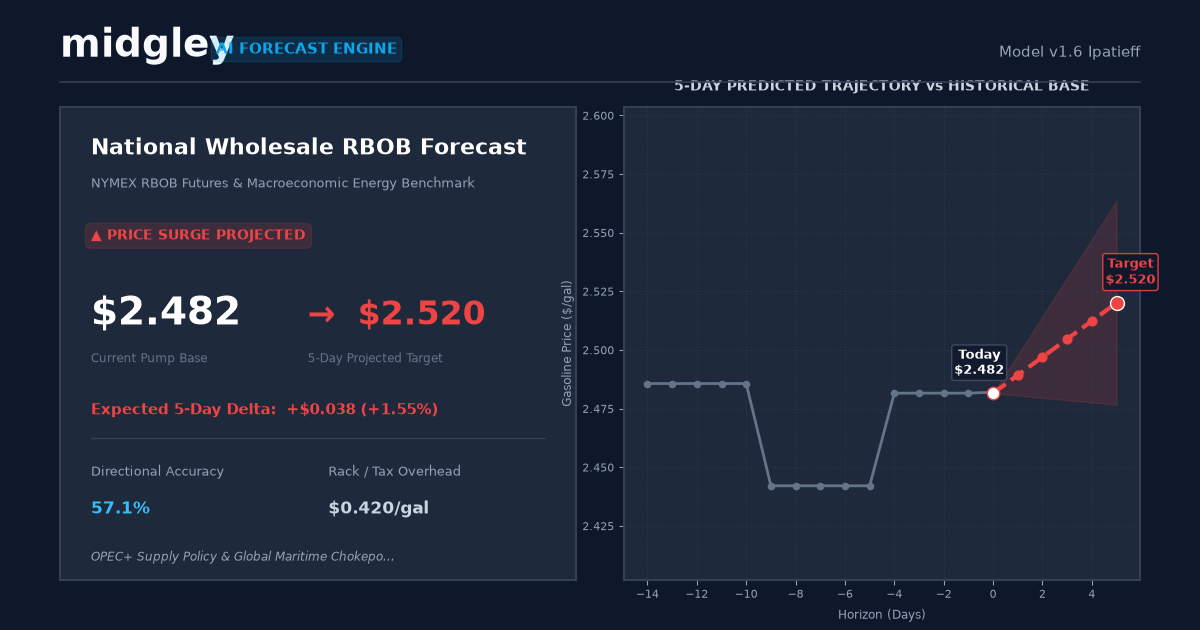 midgley
AI FORECAST ENGINE
Model v1.6 Ipatieff
National Wholesale RBOB Forecast
NYMEX RBOB Futures & Macroeconomic Energy Benchmark
▲ PRICE SURGE PROJECTED
$2.482
→ $2.520
Current Pump Base
5-Day Projected Target
Expected 5-Day Delta: +$0.038 (+1.55%)
Directional Accuracy
Rack / Tax Overhead
57.1%
$0.420/gal
OPEC+ Supply Policy & Global Maritime Chokepo...
5-DAY PREDICTED TRAJECTORY vs HISTORICAL BASE
Gasoline Price ($/gal)
2.600
2.575
2.550
2.525
2.500
2.475
2.450
2.425
Target
$2.520
Today
$2.482
−14 −12 −10 −8 −6 −4 −2 0 2 4
Horizon (Days)